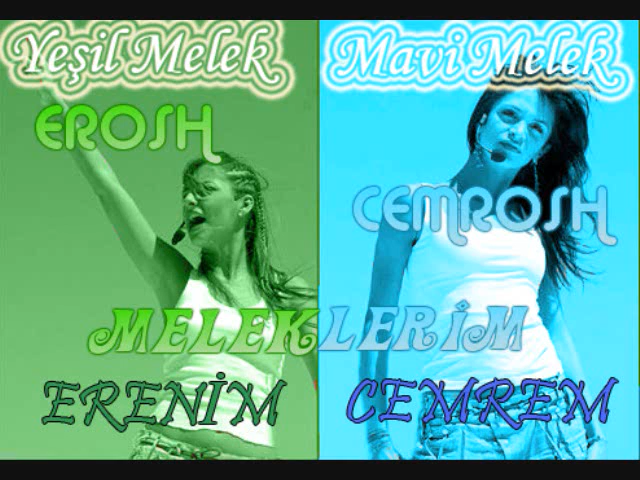 Yeşil Melek
Mavi Melek
EROSH
CEMROSH
MELEKLERİM
ERENİM
CEMREM